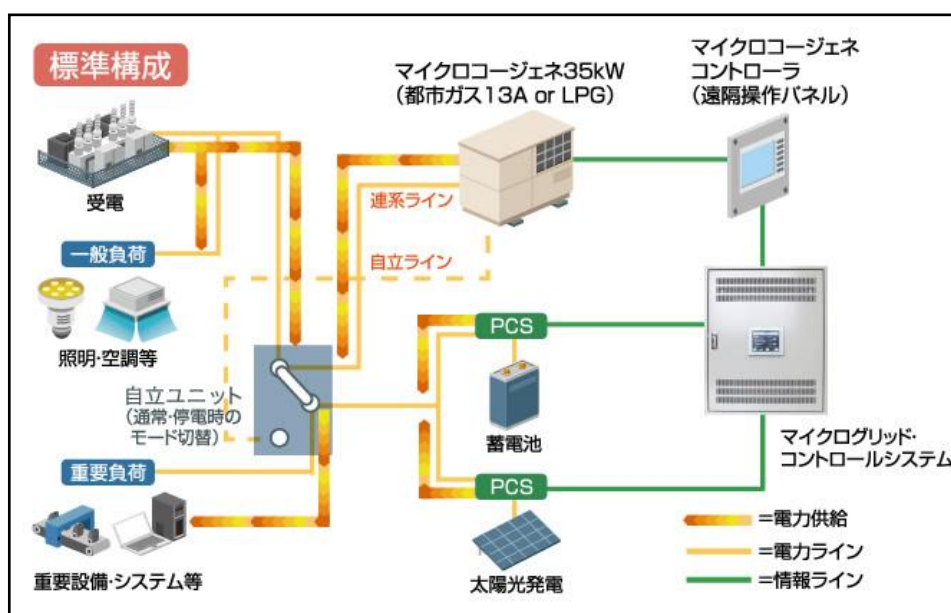 標準構成
マイクロコージェネ35kW
（都市ガス13A or LPG）
マイクロコージェネ
コントローラ
（遠隔操作パネル）
受電
連系ライン
一般負荷
自立ライン
照明・空調等
PCS
自立ユニット
（通常・停電時の
モード切替）
蓄電池
マイクログリッド・
コントロールシステム
重要負荷
PCS
重要設備・システム等
太陽光発電
=電力供給
=電力ライン
=情報ライン